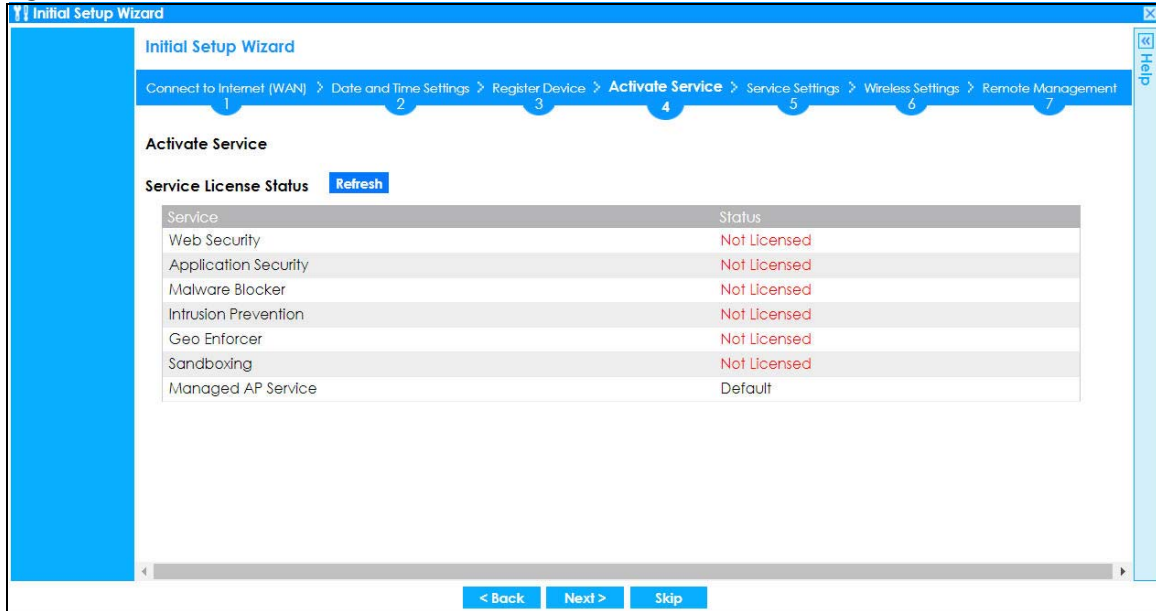 Initial Setup Wizard
Help
Initial Setup Wizard
Connect to Internet (WAN) > Date and Time Settings > Register Device > Activate Service > Service Settings > Wireless Settings > Remote Management
1 2 3 4 5 6 7
Activate Service
Service License Status Refresh
Service Status
Web Security Not Licensed
Application Security Not Licensed
Malware Blocker Not Licensed
Intrusion Prevention Not Licensed
Geo Enforcer Not Licensed
Sandboxing Not Licensed
Managed AP Service Default
< Back Next > Skip